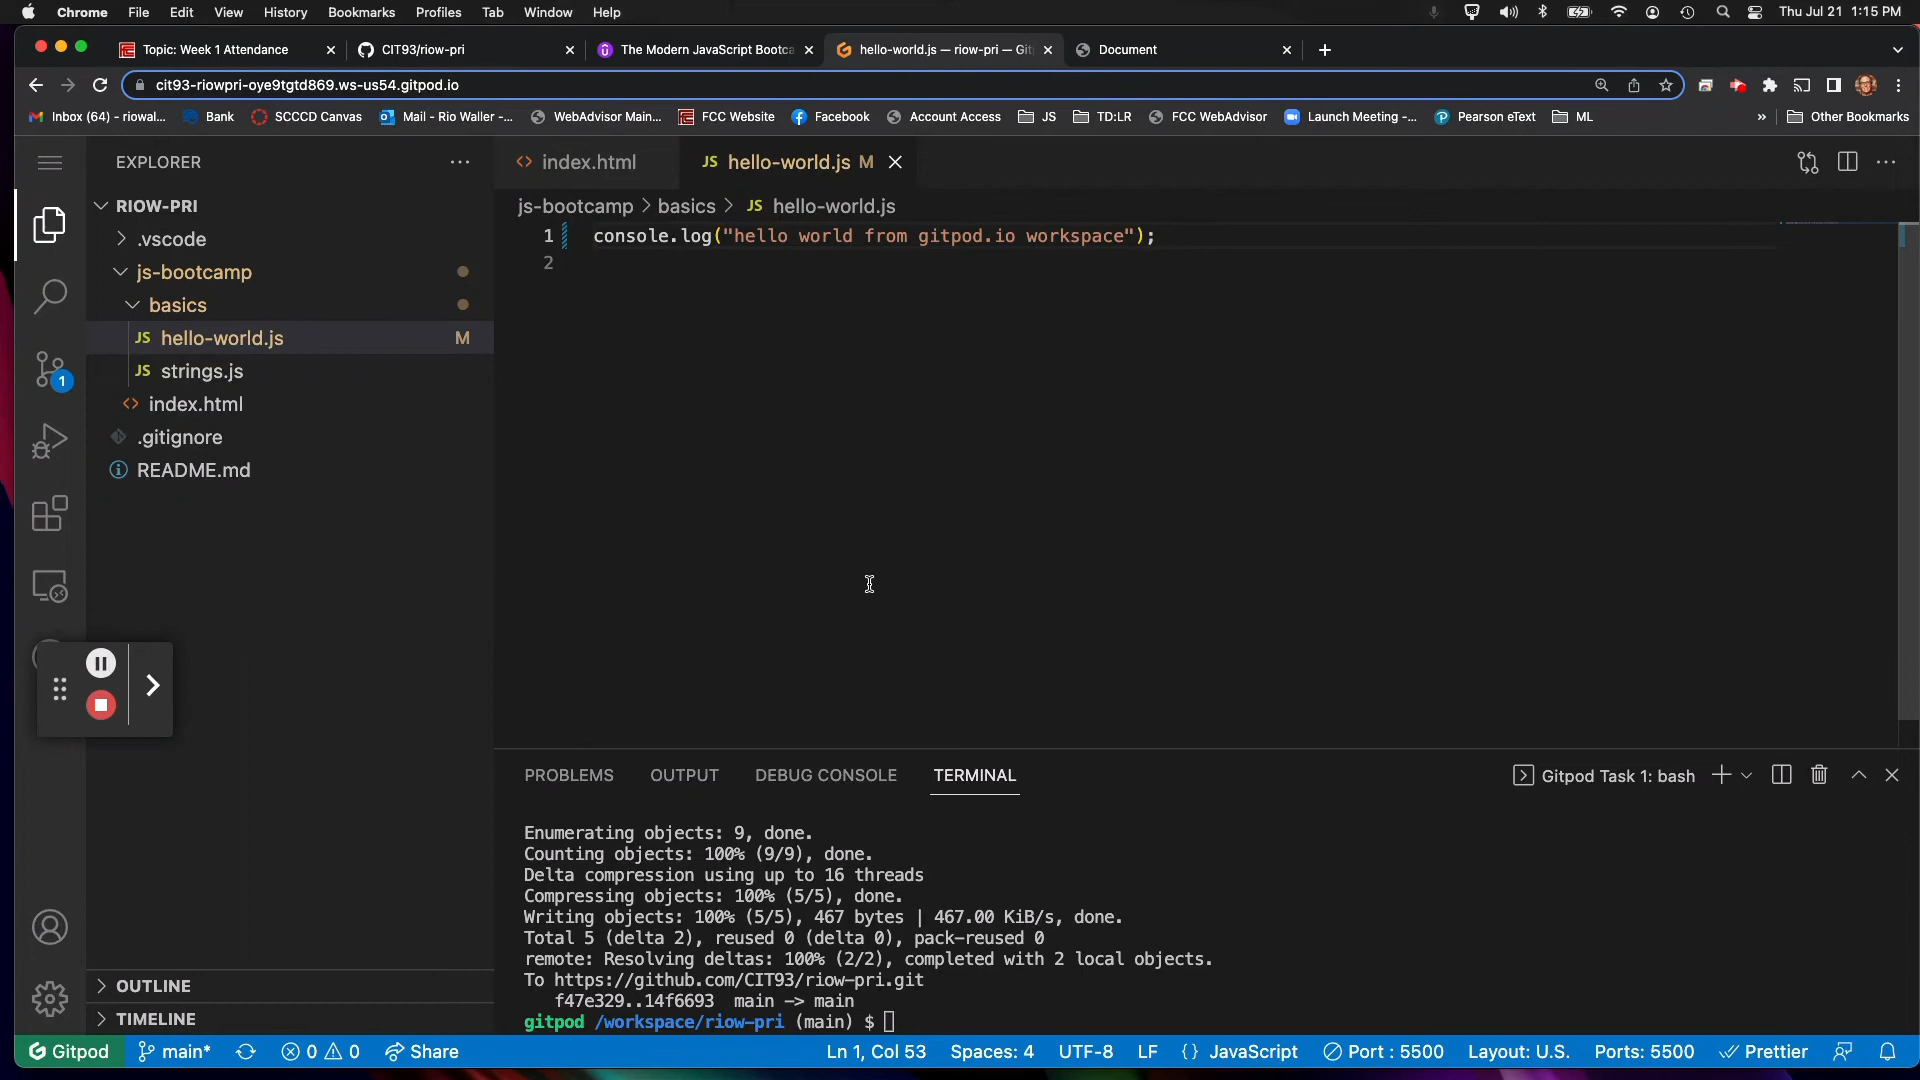 Chrome File Edit View History Bookmarks Profiles Tab Window Help Thu Jul 21 1:15 PM
Topic: Week 1 Attendance CIT93/riow-pri The Modern JavaScript Bootca hello-world.js — riow-pri — Git Document
cit93-riowpri-oye9tgtd869.ws-us54.gitpod.io
Inbox (64) - riowal... Bank SCCCD Canvas Mail - Rio Waller -... WebAdvisor Main... FCC Website Facebook Account Access JS TD:LR FCC WebAdvisor Launch Meeting -... Pearson eText ML » Other Bookmarks
EXPLORER
index.html JS hello-world.js M
RIOW-PRI
js-bootcamp > basics > JS hello-world.js
.vscode
1 console.log("hello world from gitpod.io workspace");
2
js-bootcamp
basics
JS hello-world.js M
JS strings.js
index.html
.gitignore
README.md
1
PROBLEMS OUTPUT DEBUG CONSOLE TERMINAL Gitpod Task 1: bash
Enumerating objects: 9, done.
Counting objects: 100% (9/9), done.
Delta compression using up to 16 threads
Compressing objects: 100% (5/5), done.
Writing objects: 100% (5/5), 467 bytes | 467.00 KiB/s, done.
Total 5 (delta 2), reused 0 (delta 0), pack-reused 0
remote: Resolving deltas: 100% (2/2), completed with 2 local objects.
To https://github.com/CIT93/riow-pri.git
f47e329..14f6693 main -> main
gitpod /workspace/riow-pri (main) $
OUTLINE
TIMELINE
Gitpod main* 0 0 Share Ln 1, Col 53 Spaces: 4 UTF-8 LF {} JavaScript Port : 5500 Layout: U.S. Ports: 5500 Prettier